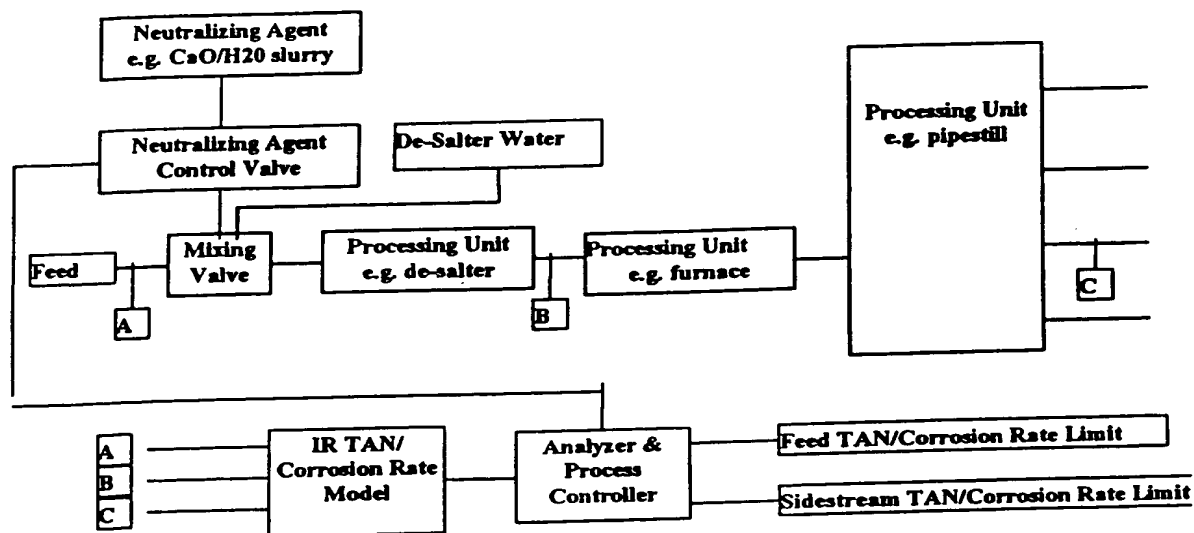 Neutralizing Agent
e.g. CaO/H20 slurry
Neutralizing Agent
Control Valve
De-Salter Water
Processing Unit
e.g. pipestill
Feed
Mixing
Valve
Processing Unit
e.g. de-salter
Processing Unit
e.g. furnace
A
B
C
A
B
C
IR TAN/
Corrosion Rate
Model
Analyzer &
Process
Controller
Feed TAN/Corrosion Rate Limit
Sidestream TAN/Corrosion Rate Limit